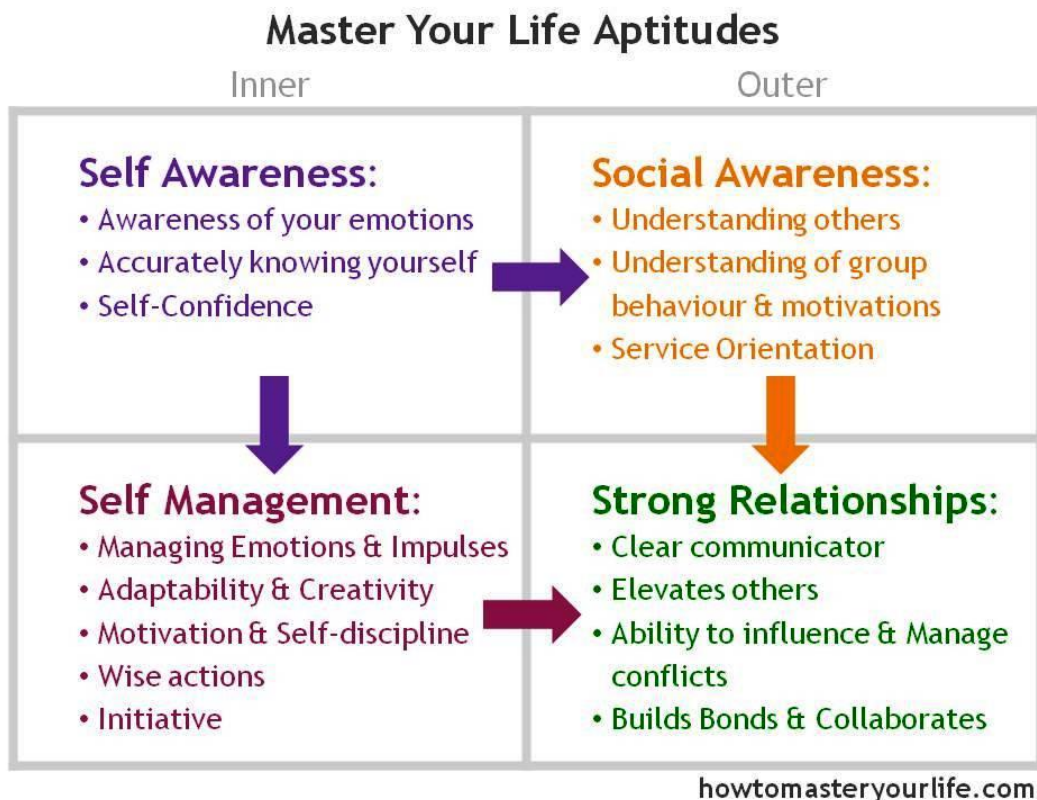 Master Your Life Aptitudes
Inner
Outer
Self Awareness:
• Awareness of your emotions
• Accurately knowing yourself
• Self-Confidence
Social Awareness:
• Understanding others
• Understanding of group
behaviour & motivations
• Service Orientation
Self Management:
• Managing Emotions & Impulses
• Adaptability & Creativity
• Motivation & Self-discipline
• Wise actions
• Initiative
Strong Relationships:
• Clear communicator
• Elevates others
• Ability to influence & Manage
conflicts
• Builds Bonds & Collaborates
howtomasteryourlife.com